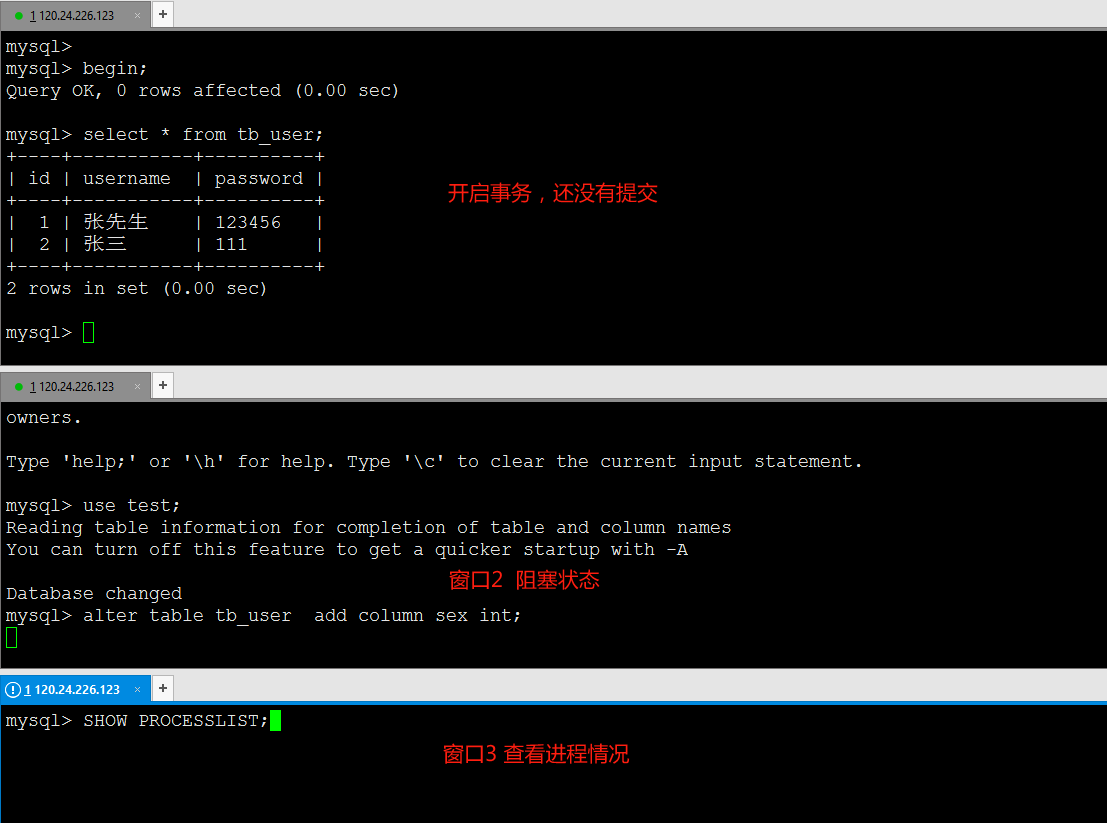 1 120.24.226.123 × +
mysql>
mysql> begin;
Query OK, 0 rows affected (0.00 sec)
mysql> select * from tb_user;
+----+-----------+----------+
| id | username  | password |
+----+-----------+----------+
|  1 | 张先生    | 123456   |
|  2 | 张三      | 111      |
+----+-----------+----------+
2 rows in set (0.00 sec)
mysql>
开启事务，还没有提交
1 120.24.226.123 × +
owners.
Type 'help;' or '\h' for help. Type '\c' to clear the current input statement.
mysql> use test;
Reading table information for completion of table and column names
You can turn off this feature to get a quicker startup with -A
Database changed
mysql> alter table tb_user  add column sex int;
窗口2 阻塞状态
1 120.24.226.123 × +
mysql> SHOW PROCESSLIST;
窗口3 查看进程情况